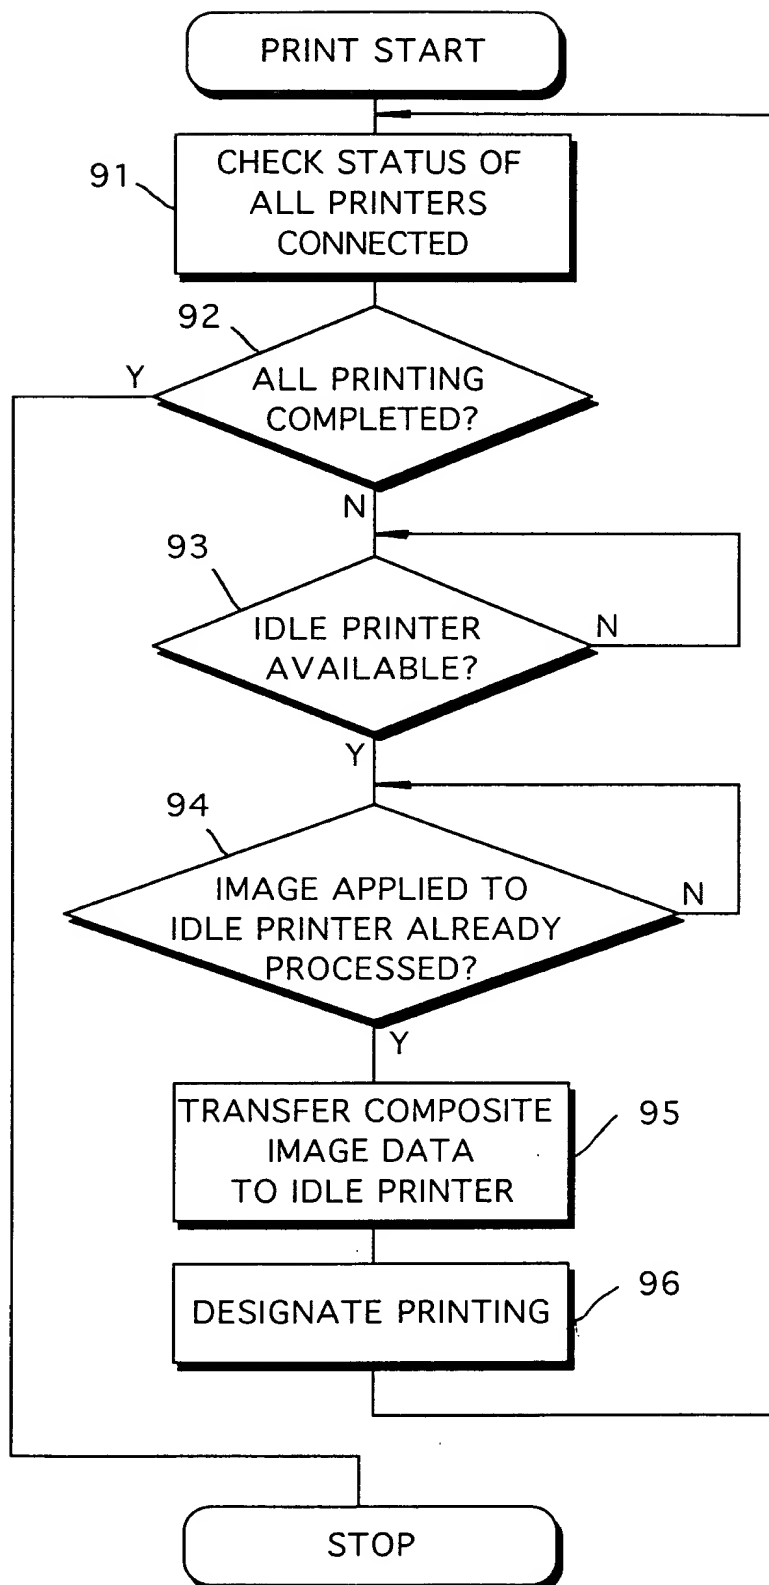 PRINT START
91
CHECK STATUS OF
ALL PRINTERS
CONNECTED
92
Y
ALL PRINTING
COMPLETED?
N
93
IDLE PRINTER
AVAILABLE?
N
Y
94
IMAGE APPLIED TO
IDLE PRINTER ALREADY
PROCESSED?
N
Y
TRANSFER COMPOSITE
IMAGE DATA
TO IDLE PRINTER
95
DESIGNATE PRINTING
96
STOP